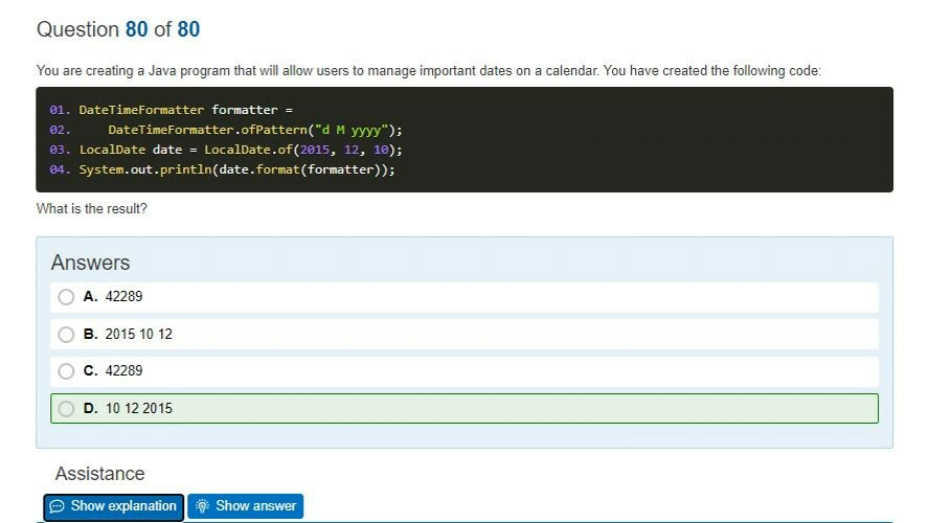 Question 80 of 80
You are creating a Java program that will allow users to manage important dates on a calendar. You have created the following code:
01. DateTimeFormatter formatter =
02. DateTimeFormatter.ofPattern("d M yyyy");
03. LocalDate date = LocalDate.of(2015, 12, 10);
04. System.out.println(date.format(formatter));
What is the result?
Answers
A. 42289
B. 2015 10 12
C. 42289
D. 10 12 2015
Assistance
Show explanation Show answer